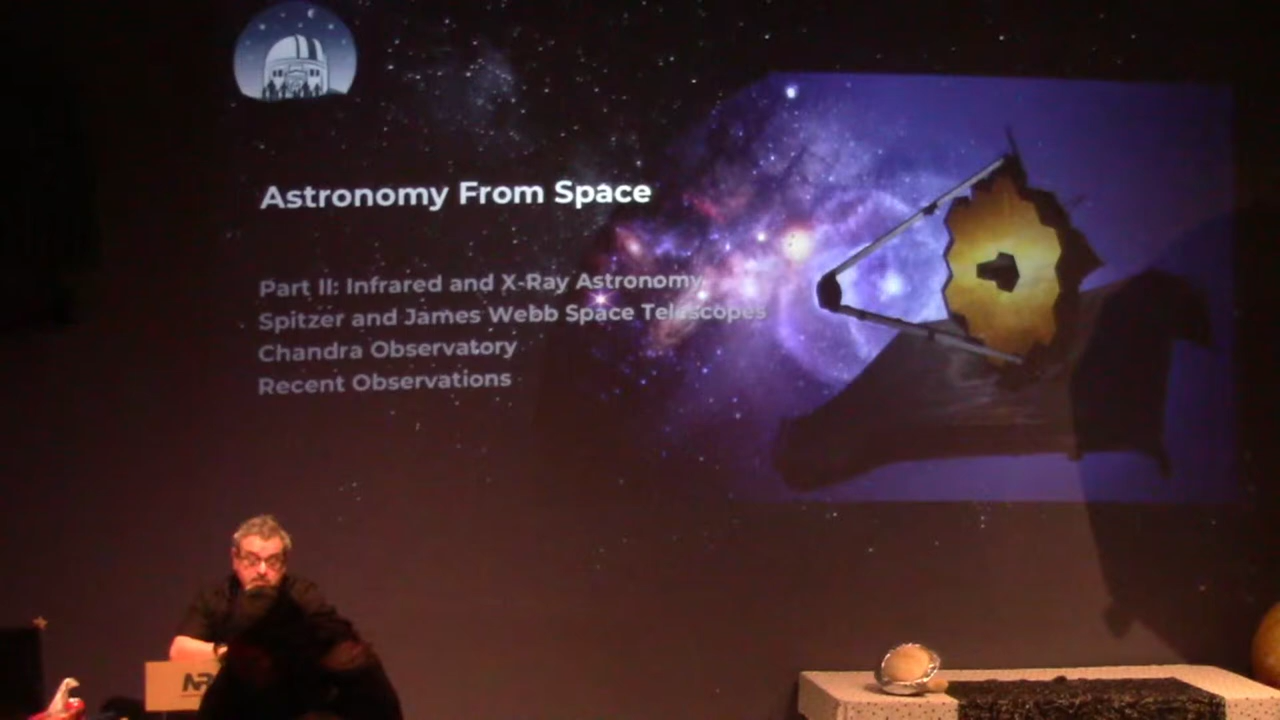 Astronomy From Space
Part II: Infrared and X-Ray Astronomy
Spitzer and James Webb Space Telescopes
Chandra Observatory
Recent Observations